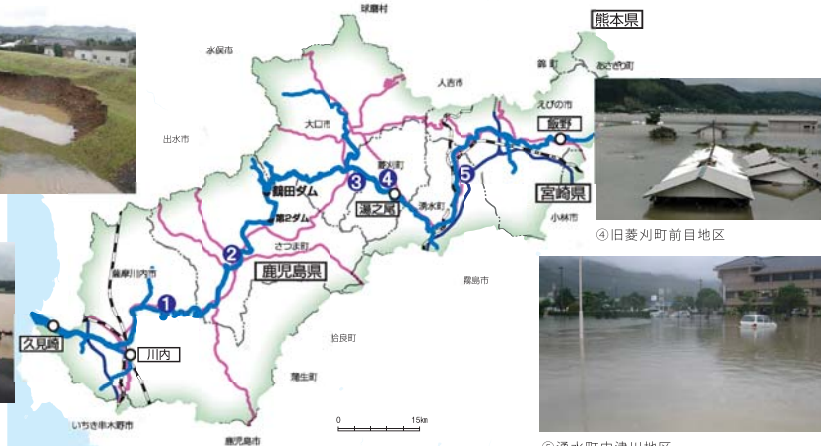 球磨村
熊本県
水俣市
錦町
あさぎり町
人吉市
えびの市
大口市
飯野
出水市
菱刈町
⑤
③
④
宮崎県
鶴田ダム
湯之尾
湧水町
小林市
第2ダム
④旧菱刈町前目地区
②
さつま町
鹿児島県
薩摩川内市
霧島市
①
久見崎
川内
姶良町
蒲生町
0 15㎞
いちき串木野市
鹿児島市